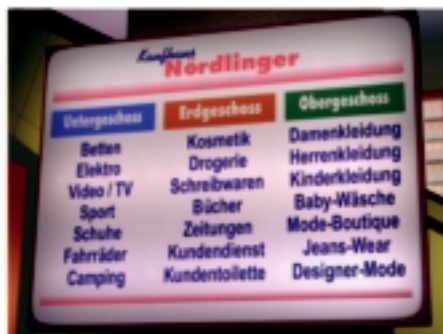 Kaufhaus
Nördlinger
Untergeschoss
Betten
Elektro
Video / TV
Sport
Schuhe
Fahrräder
Camping
Erdgeschoss
Kosmetik
Drogerie
Schreibwaren
Bücher
Zeitungen
Kundendienst
Kundentoilette
Obergeschoss
Damenkleidung
Herrenkleidung
Kinderkleidung
Baby-Wäsche
Mode-Boutique
Jeans-Wear
Designer-Mode